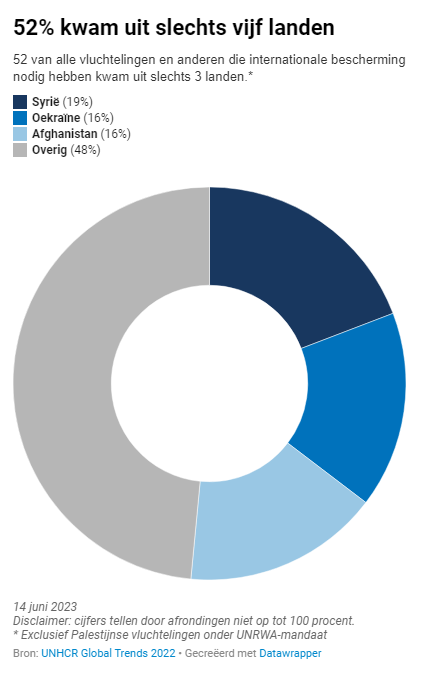 52% kwam uit slechts vijf landen
52 van alle vluchtelingen en anderen die internationale bescherming
nodig hebben kwam uit slechts 3 landen.*
Syrië (19%)
Oekraïne (16%)
Afghanistan (16%)
Overig (48%)
14 juni 2023
Disclaimer: cijfers tellen door afrondingen niet op tot 100 procent.
* Exclusief Palestijnse vluchtelingen onder UNRWA-mandaat
Bron: UNHCR Global Trends 2022 • Gecreëerd met Datawrapper